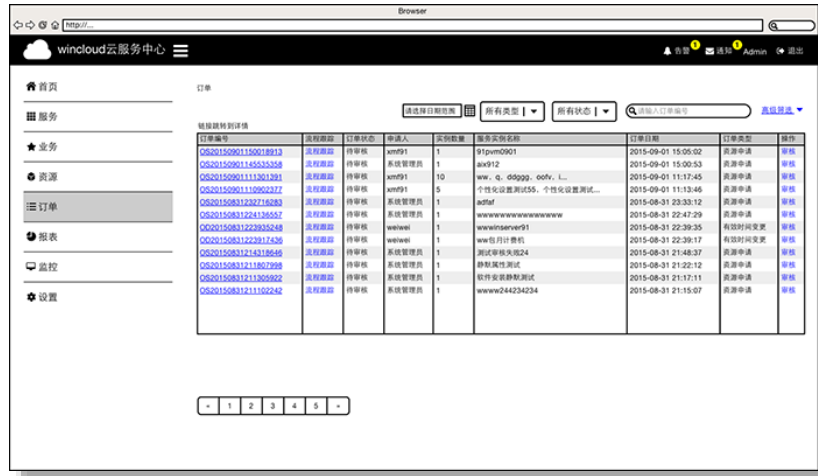 Browser
http://...
wincloud云服务中心 告警 1 通知 1 Admin 退出
首页
服务
业务
资源
订单
报表
监控
设置
订单
请选择日期范围 所有类型 所有状态 请输入订单编号 高级筛选
链接跳转到详情
订单编号 流程跟踪 订单状态 申请人 实例数量 服务实例名称 订单日期 订单类型 操作
OS20150901150018913 流程跟踪 待审核 xmf91 1 91pvm0901 2015-09-01 15:05:02 资源申请 审核
OS20150901145535358 流程跟踪 待审核 系统管理员 1 aix912 2015-09-01 15:00:53 资源申请 审核
OS20150901111301391 流程跟踪 待审核 xmf91 10 ww、q、ddggg、oofv、i... 2015-09-01 11:17:45 资源申请 审核
OS20150901110902377 流程跟踪 待审核 xmf91 5 个性化设置测试55、个性化设置测试... 2015-09-01 11:13:46 资源申请 审核
OS20150831232716283 流程跟踪 待审核 系统管理员 1 adfaf 2015-08-31 23:33:12 资源申请 审核
OS20150831224136557 流程跟踪 待审核 系统管理员 1 wwwwwwwwwwwwwww 2015-08-31 22:47:29 资源申请 审核
OD20150831223935248 流程跟踪 待审核 weiwei 1 wwwinserver91 2015-08-31 22:39:35 有效时间变更 审核
OD20150831223917436 流程跟踪 待审核 weiwei 1 ww包月计费机 2015-08-31 22:39:17 有效时间变更 审核
OS20150831214318646 流程跟踪 待审核 系统管理员 1 测试审核失败24 2015-08-31 21:48:37 资源申请 审核
OS20150831211807998 流程跟踪 待审核 系统管理员 1 静默属性测试 2015-08-31 21:22:12 资源申请 审核
OS20150831211305922 流程跟踪 待审核 系统管理员 1 软件安装静默测试 2015-08-31 21:17:11 资源申请 审核
OS20150831211102242 流程跟踪 待审核 系统管理员 1 wwww244234234 2015-08-31 21:15:07 资源申请 审核
« 1 2 3 4 5 »